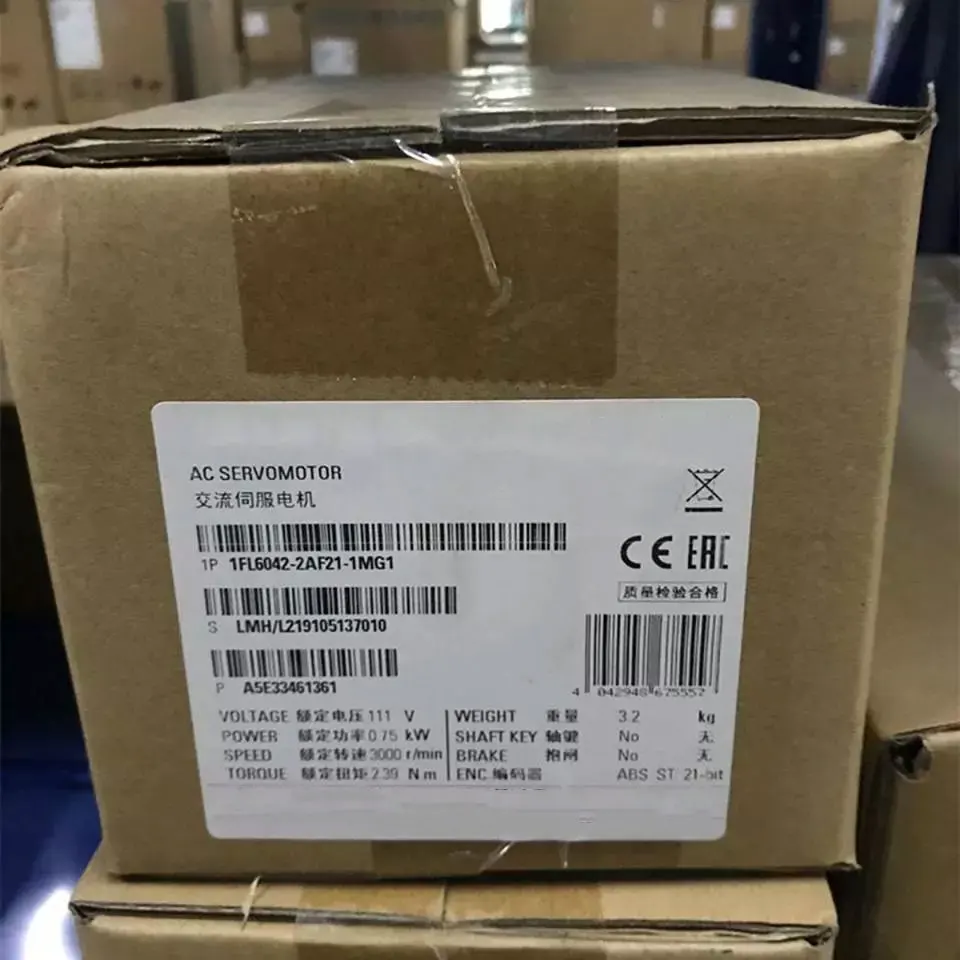 AC SERVOMOTOR
交流伺服电机
1P 1FL6042-2AF21-1MG1
S LMH/L219105137010
P A5E33461361
CE EAC
质量检验合格
4 042948 675557
VOLTAGE 额定电压 111 V
POWER 额定功率 0.75 kW
SPEED 额定转速 3000 r/min
TORQUE 额定扭矩 2.39 N m
WEIGHT 重量 3.2 kg
SHAFT KEY 轴键 No 无
BRAKE 抱闸 No 无
ENC. 编码器 ABS ST 21-bit